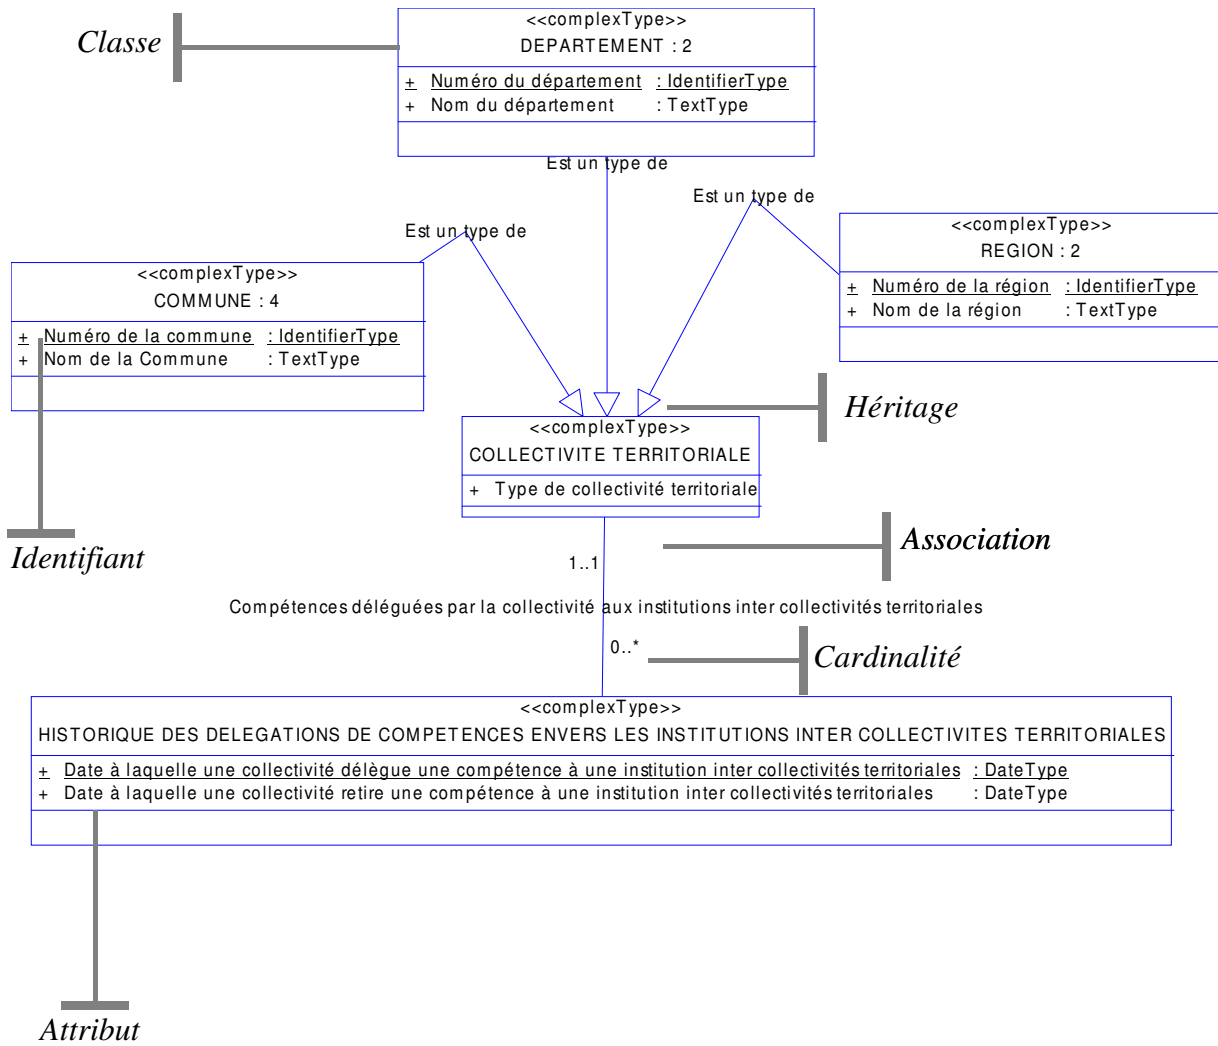 Classe
<<complexType>>
DEPARTEMENT : 2
+ Numéro du département : IdentifierType
+ Nom du département : TextType
Est un type de
Est un type de
Est un type de
<<complexType>>
REGION : 2
+ Numéro de la région : IdentifierType
+ Nom de la région : TextType
<<complexType>>
COMMUNE : 4
+ Numéro de la commune : IdentifierType
+ Nom de la Commune : TextType
Héritage
<<complexType>>
COLLECTIVITE TERRITORIALE
+ Type de collectivité territoriale
Identifiant
Association
1..1
Compétences déléguées par la collectivité aux institutions inter collectivités territoriales
0..*
Cardinalité
<<complexType>>
HISTORIQUE DES DELEGATIONS DE COMPETENCES ENVERS LES INSTITUTIONS INTER COLLECTIVITES TERRITORIALES
+ Date à laquelle une collectivité délègue une compétence à une institution inter collectivités territoriales : DateType
+ Date à laquelle une collectivité retire une compétence à une institution inter collectivités territoriales : DateType
Attribut